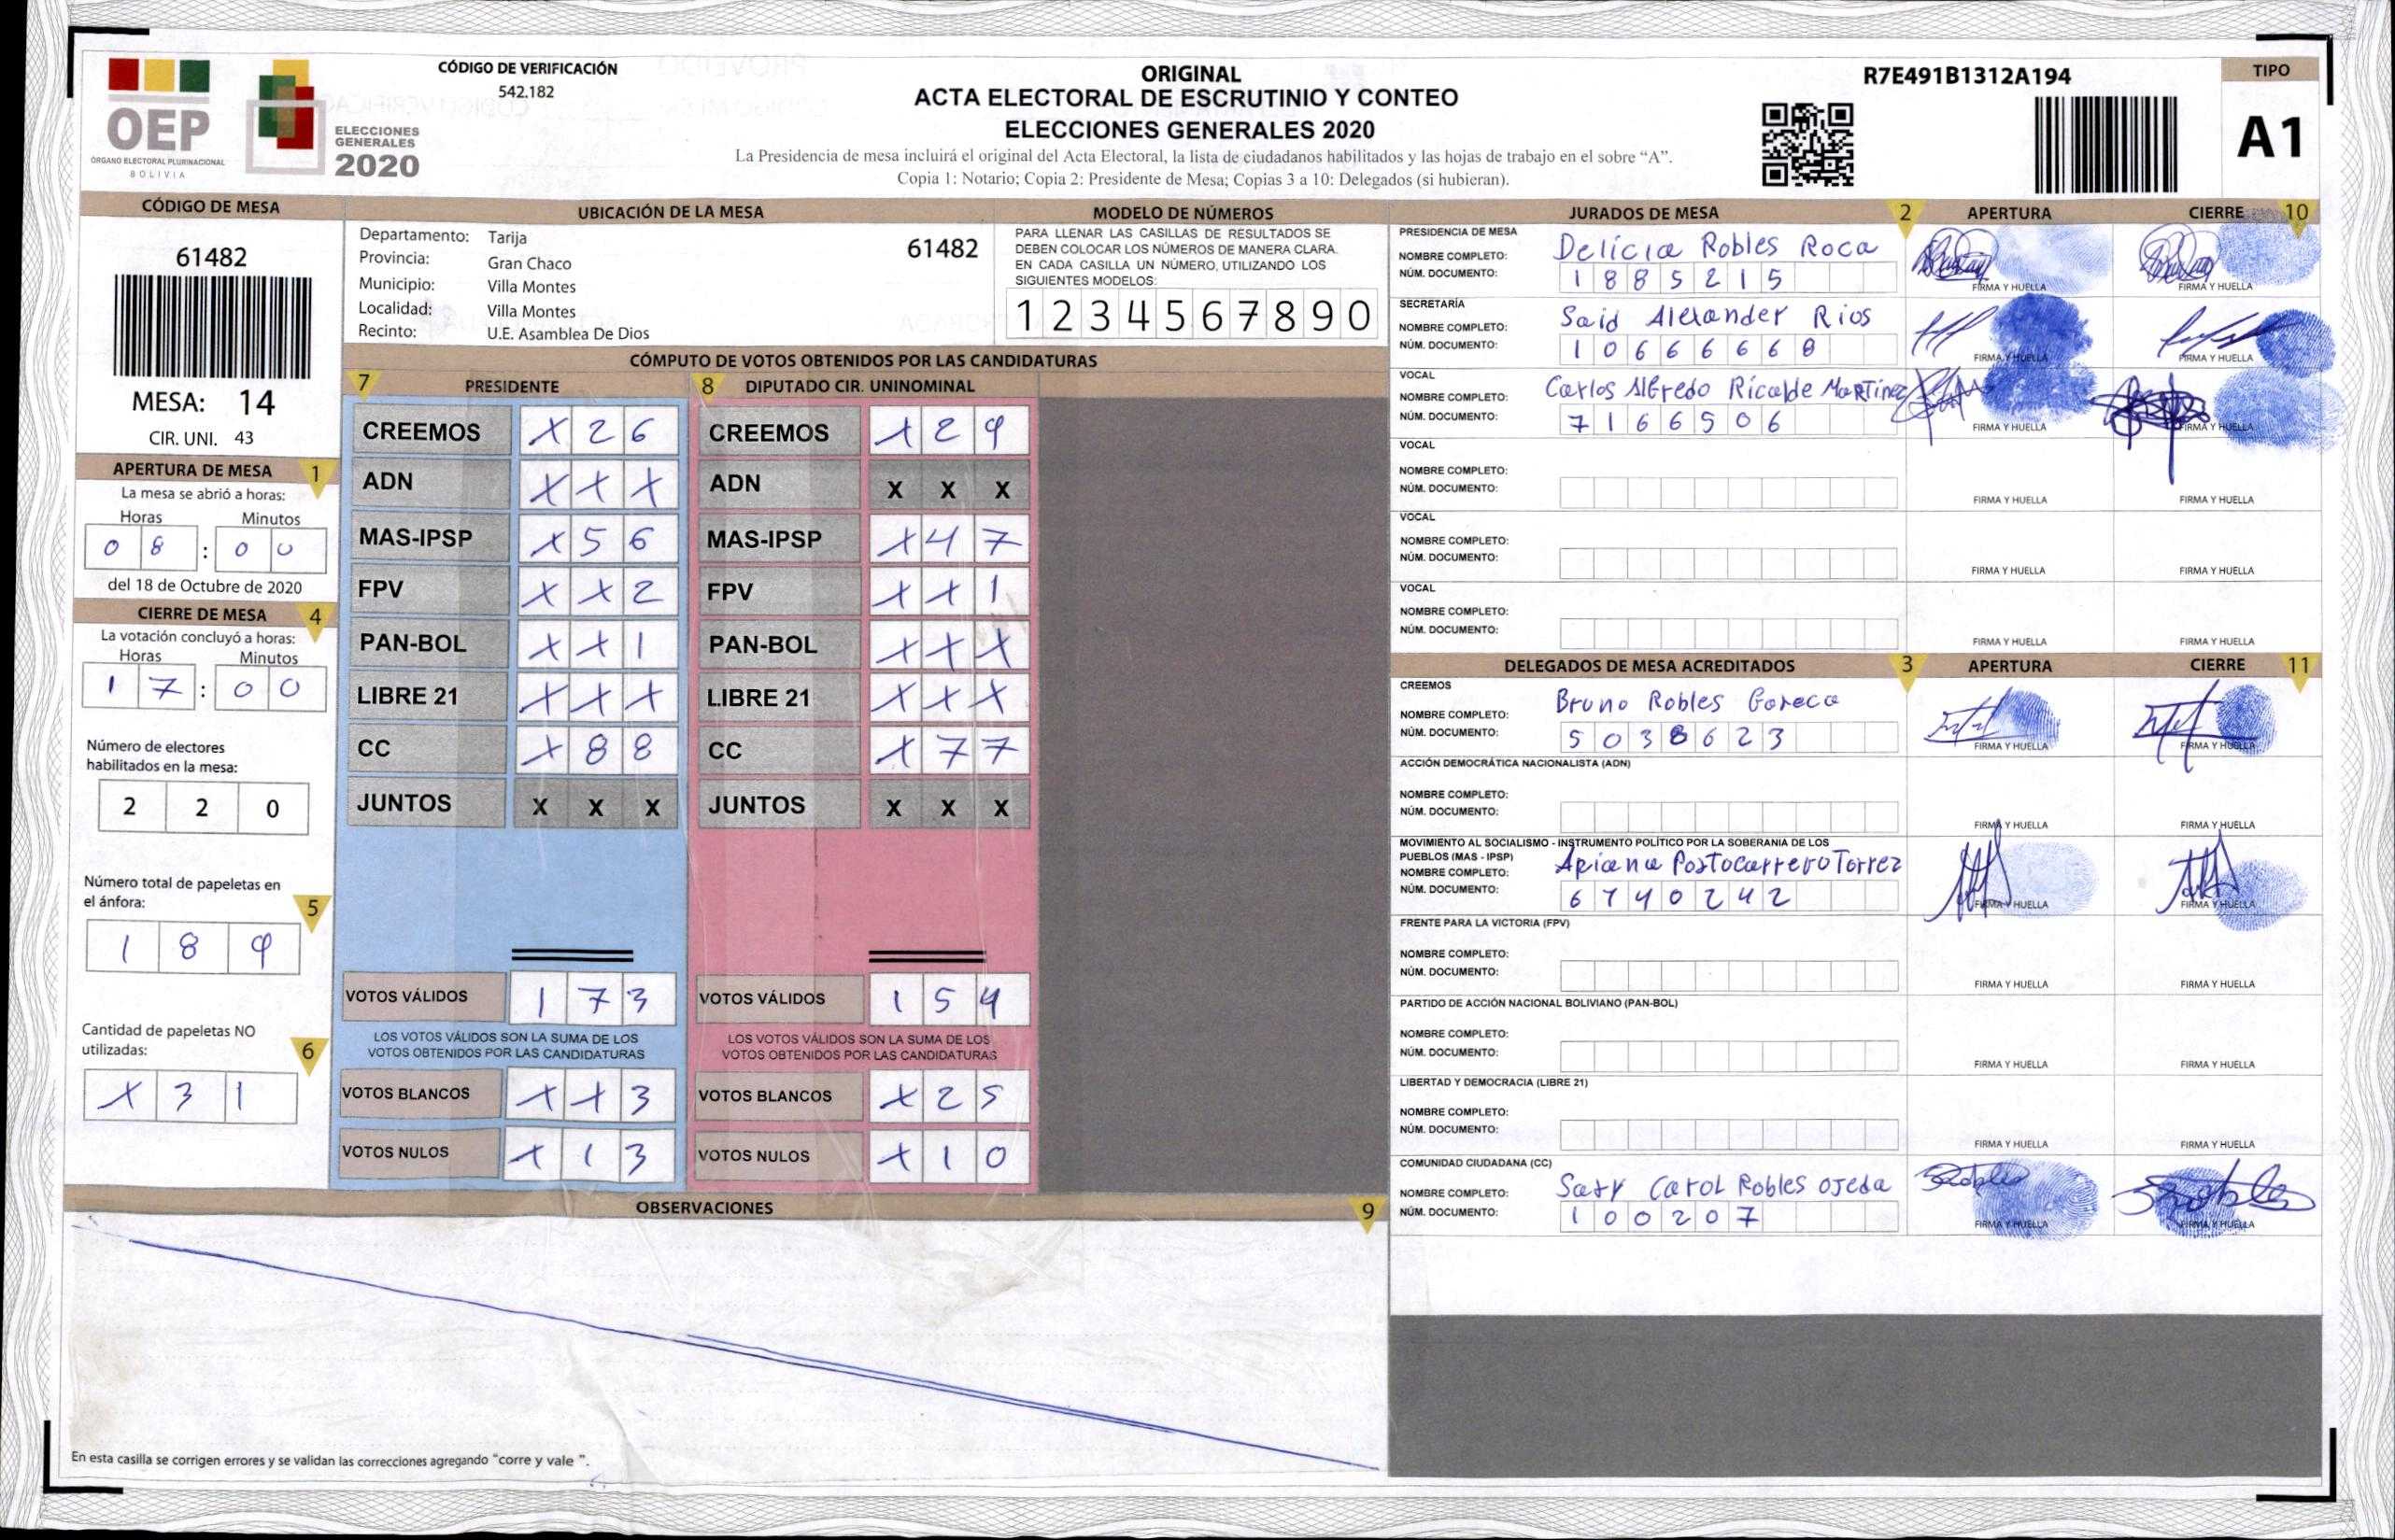 OEP
ÓRGANO ELECTORAL PLURINACIONAL
BOLIVIA
ELECCIONES
GENERALES
2020
CÓDIGO DE VERIFICACIÓN
542.182
ORIGINAL
ACTA ELECTORAL DE ESCRUTINIO Y CONTEO
ELECCIONES GENERALES 2020
La Presidencia de mesa incluirá el original del Acta Electoral, la lista de ciudadanos habilitados y las hojas de trabajo en el sobre “A”.
Copia 1: Notario; Copia 2: Presidente de Mesa; Copias 3 a 10: Delegados (si hubieran).
R7E491B1312A194
TIPO
A1
CÓDIGO DE MESA
61482
MESA: 14
CIR. UNI. 43
APERTURA DE MESA 1
La mesa se abrió a horas:
Horas Minutos
0 8 : 0 0
del 18 de Octubre de 2020
CIERRE DE MESA 4
La votación concluyó a horas:
Horas Minutos
1 7 : 0 0
Número de electores
habilitados en la mesa:
2 2 0
Número total de papeletas en
el ánfora: 5
1 8 9
Cantidad de papeletas NO
utilizadas: 6
X 3 1
UBICACIÓN DE LA MESA
Departamento: Tarija
61482
Provincia: Gran Chaco
Municipio: Villa Montes
Localidad: Villa Montes
Recinto: U.E. Asamblea De Dios
MODELO DE NÚMEROS
PARA LLENAR LAS CASILLAS DE RESULTADOS SE
DEBEN COLOCAR LOS NÚMEROS DE MANERA CLARA.
EN CADA CASILLA UN NÚMERO, UTILIZANDO LOS
SIGUIENTES MODELOS:
1 2 3 4 5 6 7 8 9 0
CÓMPUTO DE VOTOS OBTENIDOS POR LAS CANDIDATURAS
7 PRESIDENTE
CREEMOS X 2 6
ADN X X X
MAS-IPSP X 5 6
FPV X X 2
PAN-BOL X X 1
LIBRE 21 X X X
CC X 8 8
JUNTOS X X X
VOTOS VÁLIDOS 1 7 3
LOS VOTOS VÁLIDOS SON LA SUMA DE LOS
VOTOS OBTENIDOS POR LAS CANDIDATURAS
VOTOS BLANCOS X X 3
VOTOS NULOS X 1 3
8 DIPUTADO CIR. UNINOMINAL
CREEMOS X 2 9
ADN X X X
MAS-IPSP X 4 7
FPV X X 1
PAN-BOL X X X
LIBRE 21 X X X
CC X 7 7
JUNTOS X X X
VOTOS VÁLIDOS 1 5 4
LOS VOTOS VÁLIDOS SON LA SUMA DE LOS
VOTOS OBTENIDOS POR LAS CANDIDATURAS
VOTOS BLANCOS X 2 5
VOTOS NULOS X 1 0
OBSERVACIONES 9
En esta casilla se corrigen errores y se validan las correcciones agregando “corre y vale ”.
JURADOS DE MESA 2 APERTURA CIERRE 10
PRESIDENCIA DE MESA
NOMBRE COMPLETO: Delicia Robles Roca
NÚM. DOCUMENTO: 1 8 8 5 2 1 5
FIRMA Y HUELLA FIRMA Y HUELLA
SECRETARÍA
NOMBRE COMPLETO: Said Alexander Rios
NÚM. DOCUMENTO: 1 0 6 6 6 6 6 8
FIRMA Y HUELLA FIRMA Y HUELLA
VOCAL
NOMBRE COMPLETO: Carlos Alfredo Ricalde Martinez
NÚM. DOCUMENTO: 7 1 6 6 5 0 6
FIRMA Y HUELLA FIRMA Y HUELLA
VOCAL
NOMBRE COMPLETO:
NÚM. DOCUMENTO:
FIRMA Y HUELLA FIRMA Y HUELLA
VOCAL
NOMBRE COMPLETO:
NÚM. DOCUMENTO:
FIRMA Y HUELLA FIRMA Y HUELLA
VOCAL
NOMBRE COMPLETO:
NÚM. DOCUMENTO:
FIRMA Y HUELLA FIRMA Y HUELLA
DELEGADOS DE MESA ACREDITADOS 3 APERTURA CIERRE 11
CREEMOS
NOMBRE COMPLETO: Bruno Robles Gareca
NÚM. DOCUMENTO: 5 0 3 8 6 2 3
FIRMA Y HUELLA FIRMA Y HUELLA
ACCIÓN DEMOCRÁTICA NACIONALISTA (ADN)
NOMBRE COMPLETO:
NÚM. DOCUMENTO:
FIRMA Y HUELLA FIRMA Y HUELLA
MOVIMIENTO AL SOCIALISMO - INSTRUMENTO POLÍTICO POR LA SOBERANIA DE LOS
PUEBLOS (MAS - IPSP)
NOMBRE COMPLETO: Ariana Portocarrero Torrez
NÚM. DOCUMENTO: 6 7 4 0 2 4 2
FIRMA Y HUELLA FIRMA Y HUELLA
FRENTE PARA LA VICTORIA (FPV)
NOMBRE COMPLETO:
NÚM. DOCUMENTO:
FIRMA Y HUELLA FIRMA Y HUELLA
PARTIDO DE ACCIÓN NACIONAL BOLIVIANO (PAN-BOL)
NOMBRE COMPLETO:
NÚM. DOCUMENTO:
FIRMA Y HUELLA FIRMA Y HUELLA
LIBERTAD Y DEMOCRACIA (LIBRE 21)
NOMBRE COMPLETO:
NÚM. DOCUMENTO:
FIRMA Y HUELLA FIRMA Y HUELLA
COMUNIDAD CIUDADANA (CC)
NOMBRE COMPLETO: Carol Robles Ojeda
NÚM. DOCUMENTO: 1 0 0 2 0 7
FIRMA Y HUELLA FIRMA Y HUELLA